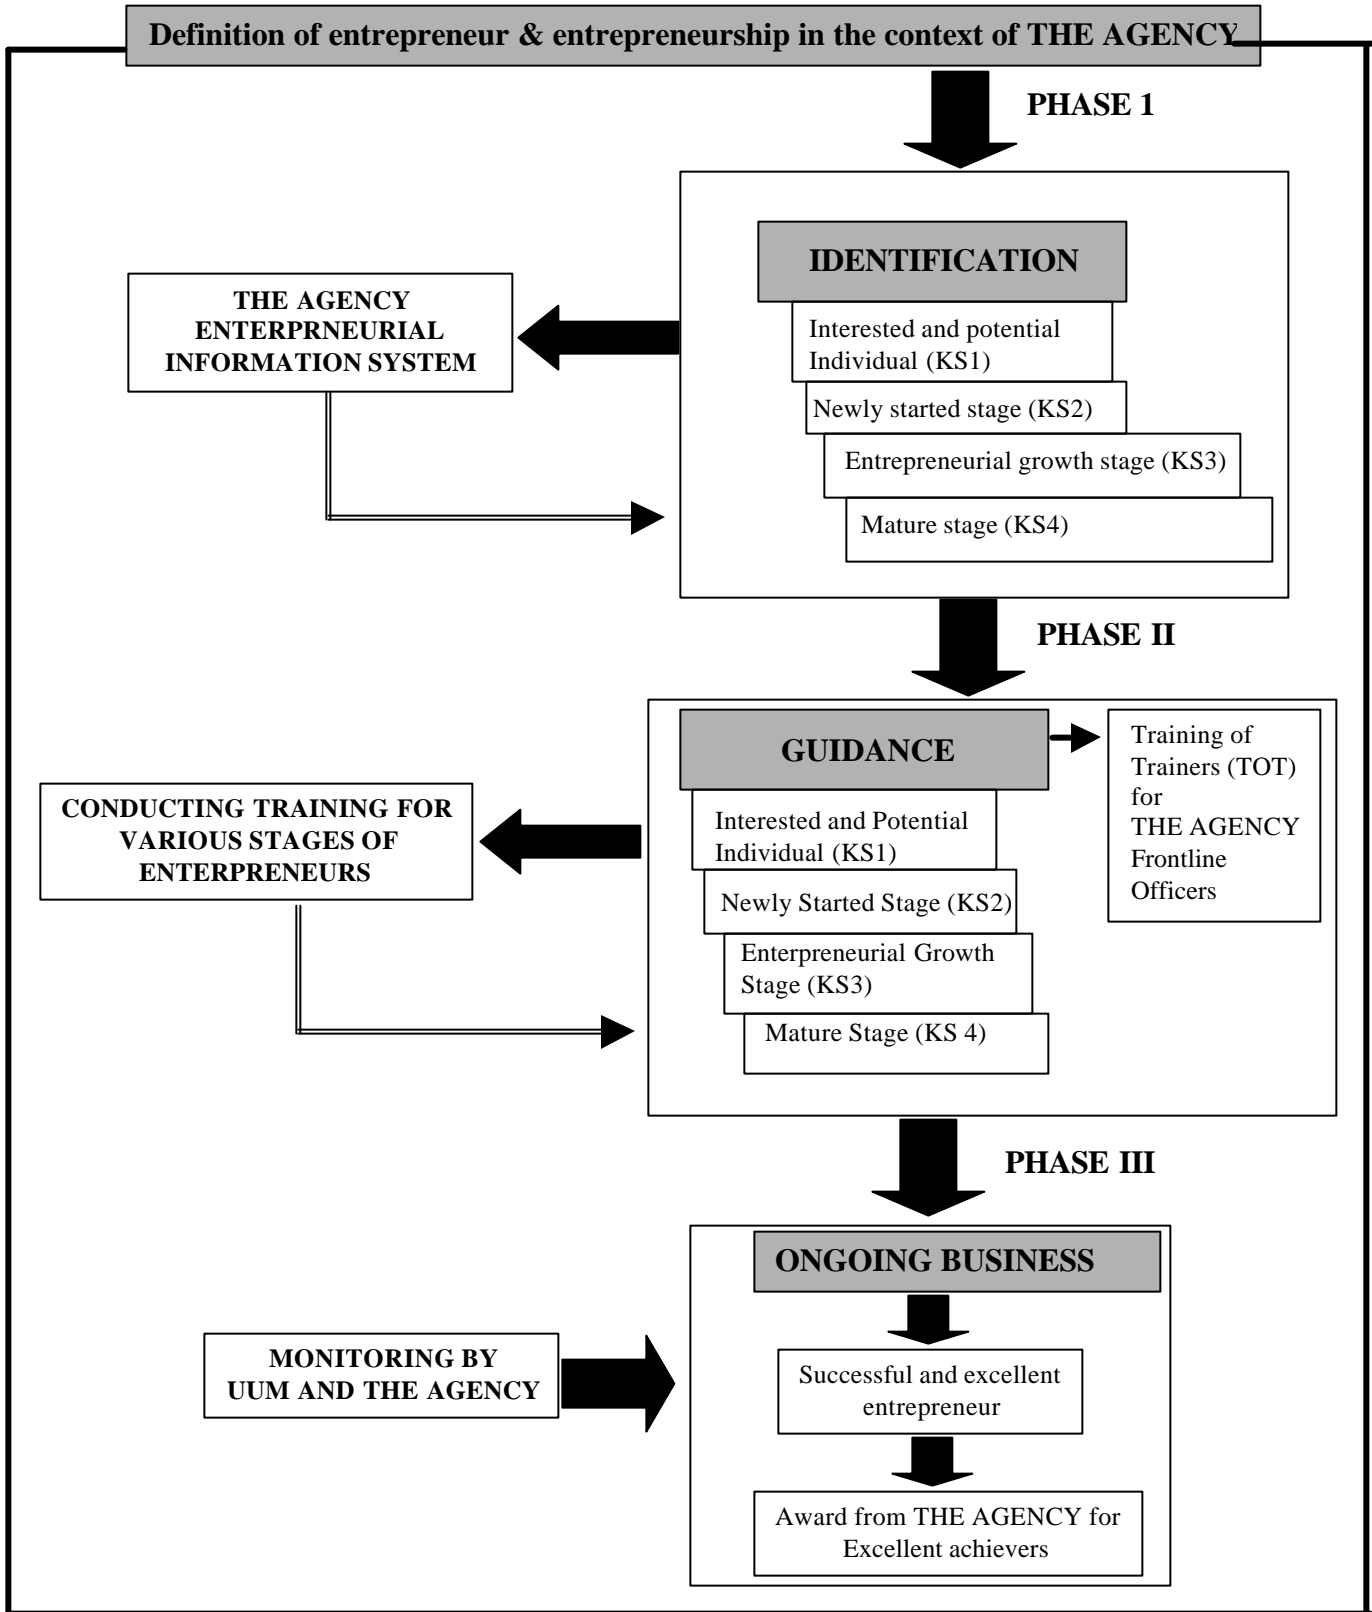 Definition of entrepreneur & entrepreneurship in the context of THE AGENCY
PHASE 1
IDENTIFICATION
Interested and potential
Individual (KS1)
Newly started stage (KS2)
Entrepreneurial growth stage (KS3)
Mature stage (KS4)
THE AGENCY
ENTERPRNEURIAL
INFORMATION SYSTEM
PHASE II
GUIDANCE
Interested and Potential
Individual (KS1)
Newly Started Stage (KS2)
Enterpreneurial Growth
Stage (KS3)
Mature Stage (KS 4)
Training of
Trainers (TOT)
for
THE AGENCY
Frontline
Officers
CONDUCTING TRAINING FOR
VARIOUS STAGES OF
ENTERPRENEURS
PHASE III
ONGOING BUSINESS
Successful and excellent
entrepreneur
Award from THE AGENCY for
Excellent achievers
MONITORING BY
UUM AND THE AGENCY